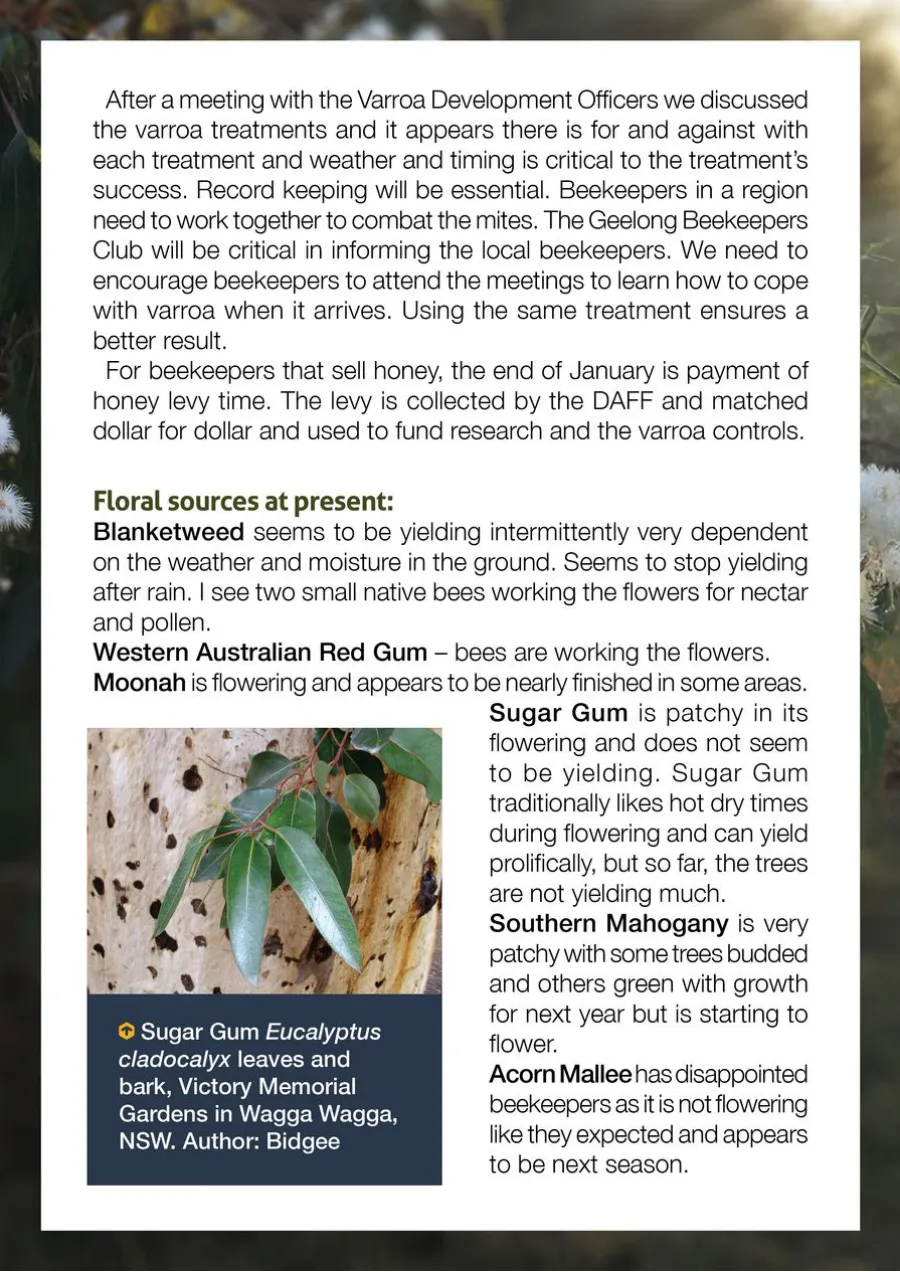 After a meeting with the Varroa Development Officers we discussed
the varroa treatments and it appears there is for and against with
each treatment and weather and timing is critical to the treatment's
success. Record keeping will be essential. Beekeepers in a region
need to work together to combat the mites. The Geelong Beekeepers
Club will be critical in informing the local beekeepers. We need to
encourage beekeepers to attend the meetings to learn how to cope
with varroa when it arrives. Using the same treatment ensures a
better result.
For beekeepers that sell honey, the end of January is payment of
honey levy time. The levy is collected by the DAFF and matched
dollar for dollar and used to fund research and the varroa controls.
Floral sources at present:
Blanketweed seems to be yielding intermittently very dependent
on the weather and moisture in the ground. Seems to stop yielding
after rain. I see two small native bees working the flowers for nectar
and pollen.
Western Australian Red Gum – bees are working the flowers.
Moonah is flowering and appears to be nearly finished in some areas.
Sugar Gum is patchy in its
flowering and does not seem
to be yielding. Sugar Gum
traditionally likes hot dry times
during flowering and can yield
prolifically, but so far, the trees
are not yielding much.
Southern Mahogany is very
patchy with some trees budded
and others green with growth
for next year but is starting to
flower.
Acorn Mallee has disappointed
beekeepers as it is not flowering
like they expected and appears
to be next season.
Sugar Gum Eucalyptus
cladocalyx leaves and
bark, Victory Memorial
Gardens in Wagga Wagga,
NSW. Author: Bidgee